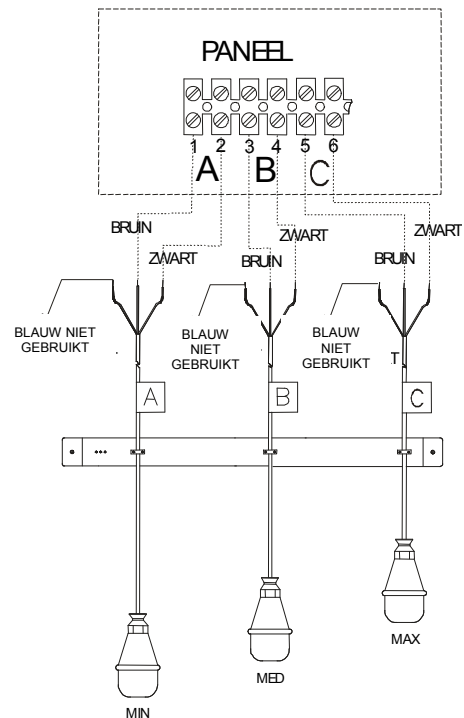 PANEEL
1 2 3 4 5 6
A B C
BRUIN ZWART BRUIN ZWART BRUIN ZWART
BLAUW NIET
GEBRUIKT
BLAUW
NIET
GEBRUIKT
BLAUW
NIET
GEBRUIKT
T
A B C
MAX
MED
MIN